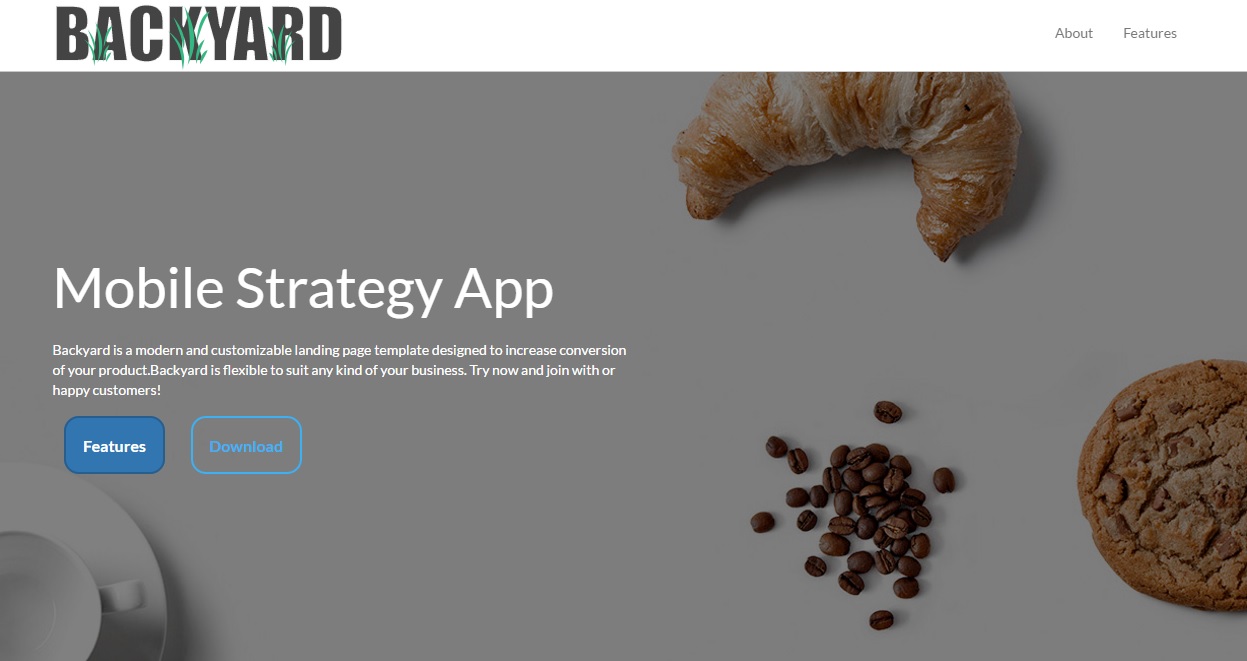 BACKYARD
About Features
Mobile Strategy App
Backyard is a modern and customizable landing page template designed to increase conversion
of your product.Backyard is flexible to suit any kind of your business. Try now and join with or
happy customers!
Features Download